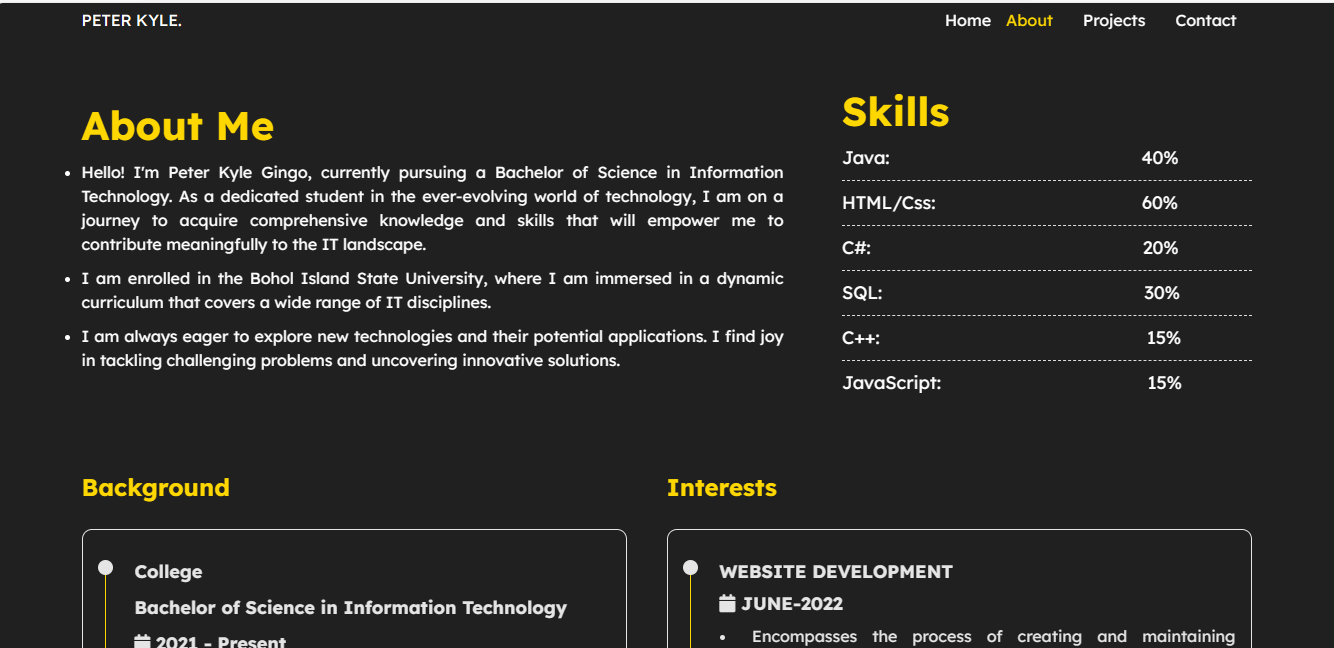 PETER KYLE.
Home About Projects Contact
About Me
• Hello! I'm Peter Kyle Gingo, currently pursuing a Bachelor of Science in Information
Technology. As a dedicated student in the ever-evolving world of technology, I am on a
journey to acquire comprehensive knowledge and skills that will empower me to
contribute meaningfully to the IT landscape.
• I am enrolled in the Bohol Island State University, where I am immersed in a dynamic
curriculum that covers a wide range of IT disciplines.
• I am always eager to explore new technologies and their potential applications. I find joy
in tackling challenging problems and uncovering innovative solutions.
Skills
Java: 40%
HTML/Css: 60%
C#: 20%
SQL: 30%
C++: 15%
JavaScript: 15%
Background
College
Bachelor of Science in Information Technology
2021 - Present
Interests
WEBSITE DEVELOPMENT
JUNE-2022
• Encompasses the process of creating and maintaining